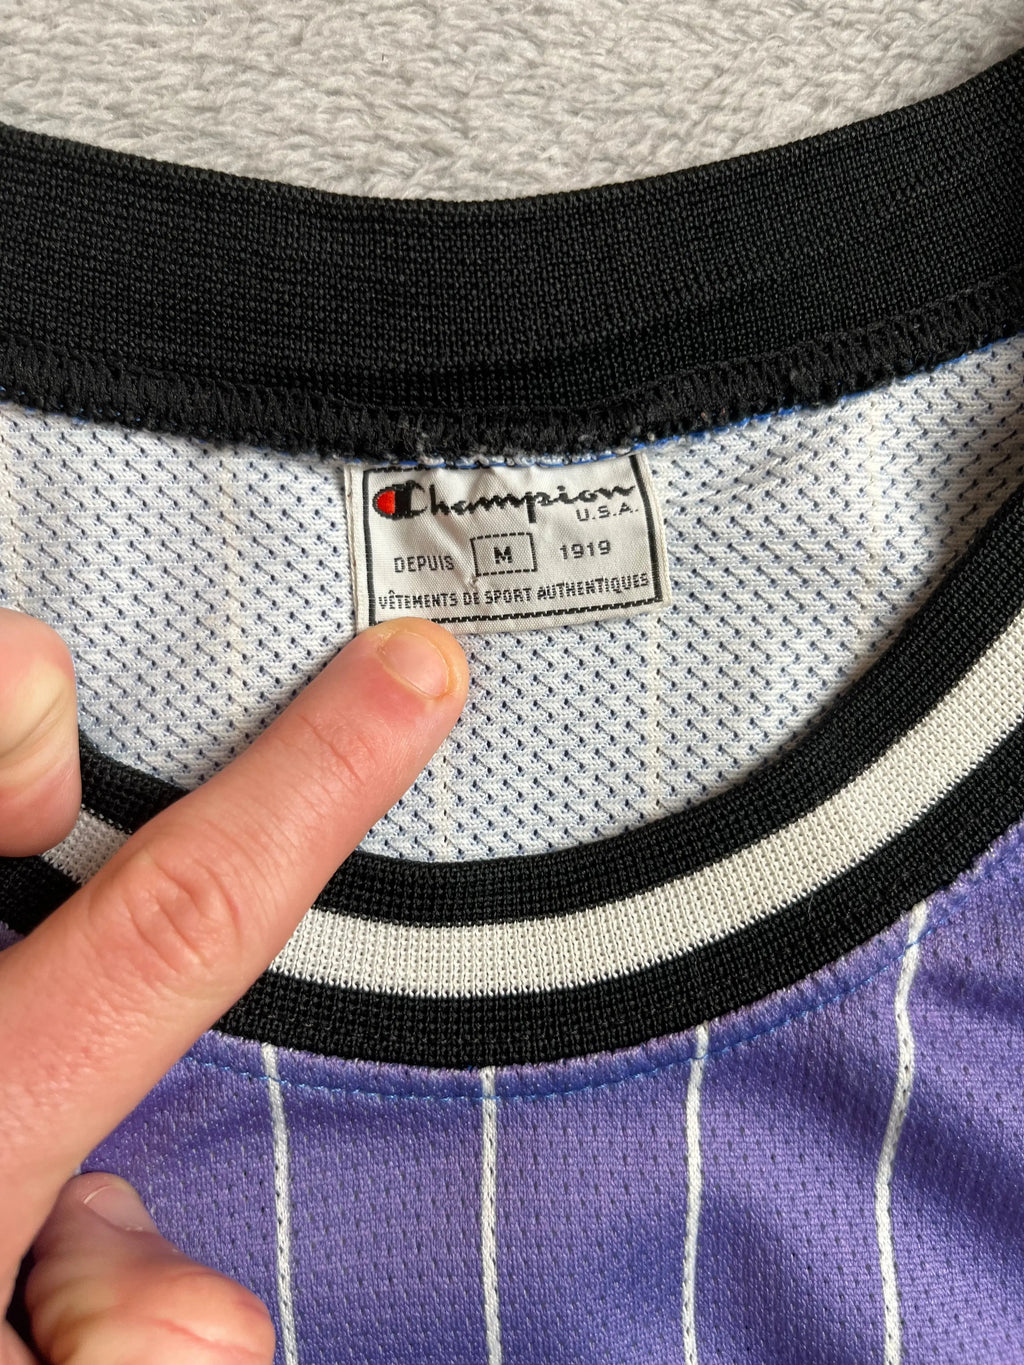 Champion
U.S.A.
DEPUIS M 1919
VÊTEMENTS DE SPORT AUTHENTIQUES